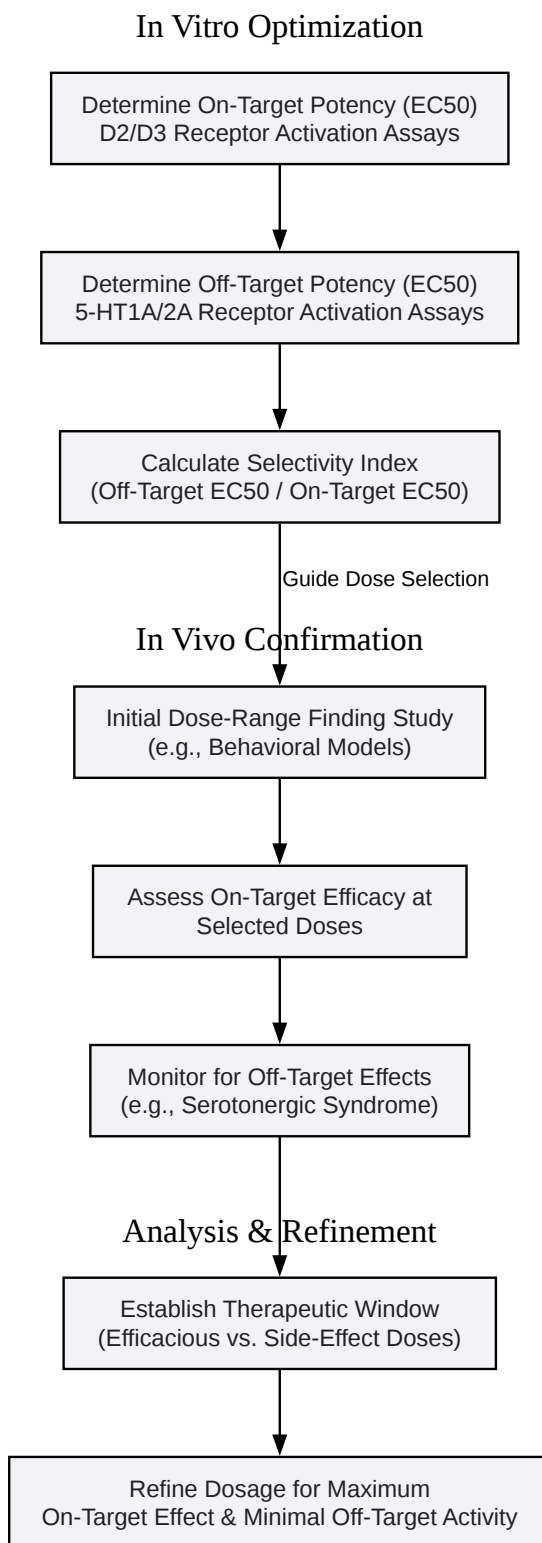 In Vitro Optimization
Determine On-Target Potency (EC50)
D2/D3 Receptor Activation Assays
Determine Off-Target Potency (EC50)
5-HT1A/2A Receptor Activation Assays
Calculate Selectivity Index
(Off-Target EC50 / On-Target EC50)
Guide Dose Selection
In Vivo Confirmation
Initial Dose-Range Finding Study
(e.g., Behavioral Models)
Assess On-Target Efficacy at
Selected Doses
Monitor for Off-Target Effects
(e.g., Serotonergic Syndrome)
Analysis & Refinement
Establish Therapeutic Window
(Efficacious vs. Side-Effect Doses)
Refine Dosage for Maximum
On-Target Effect & Minimal Off-Target Activity